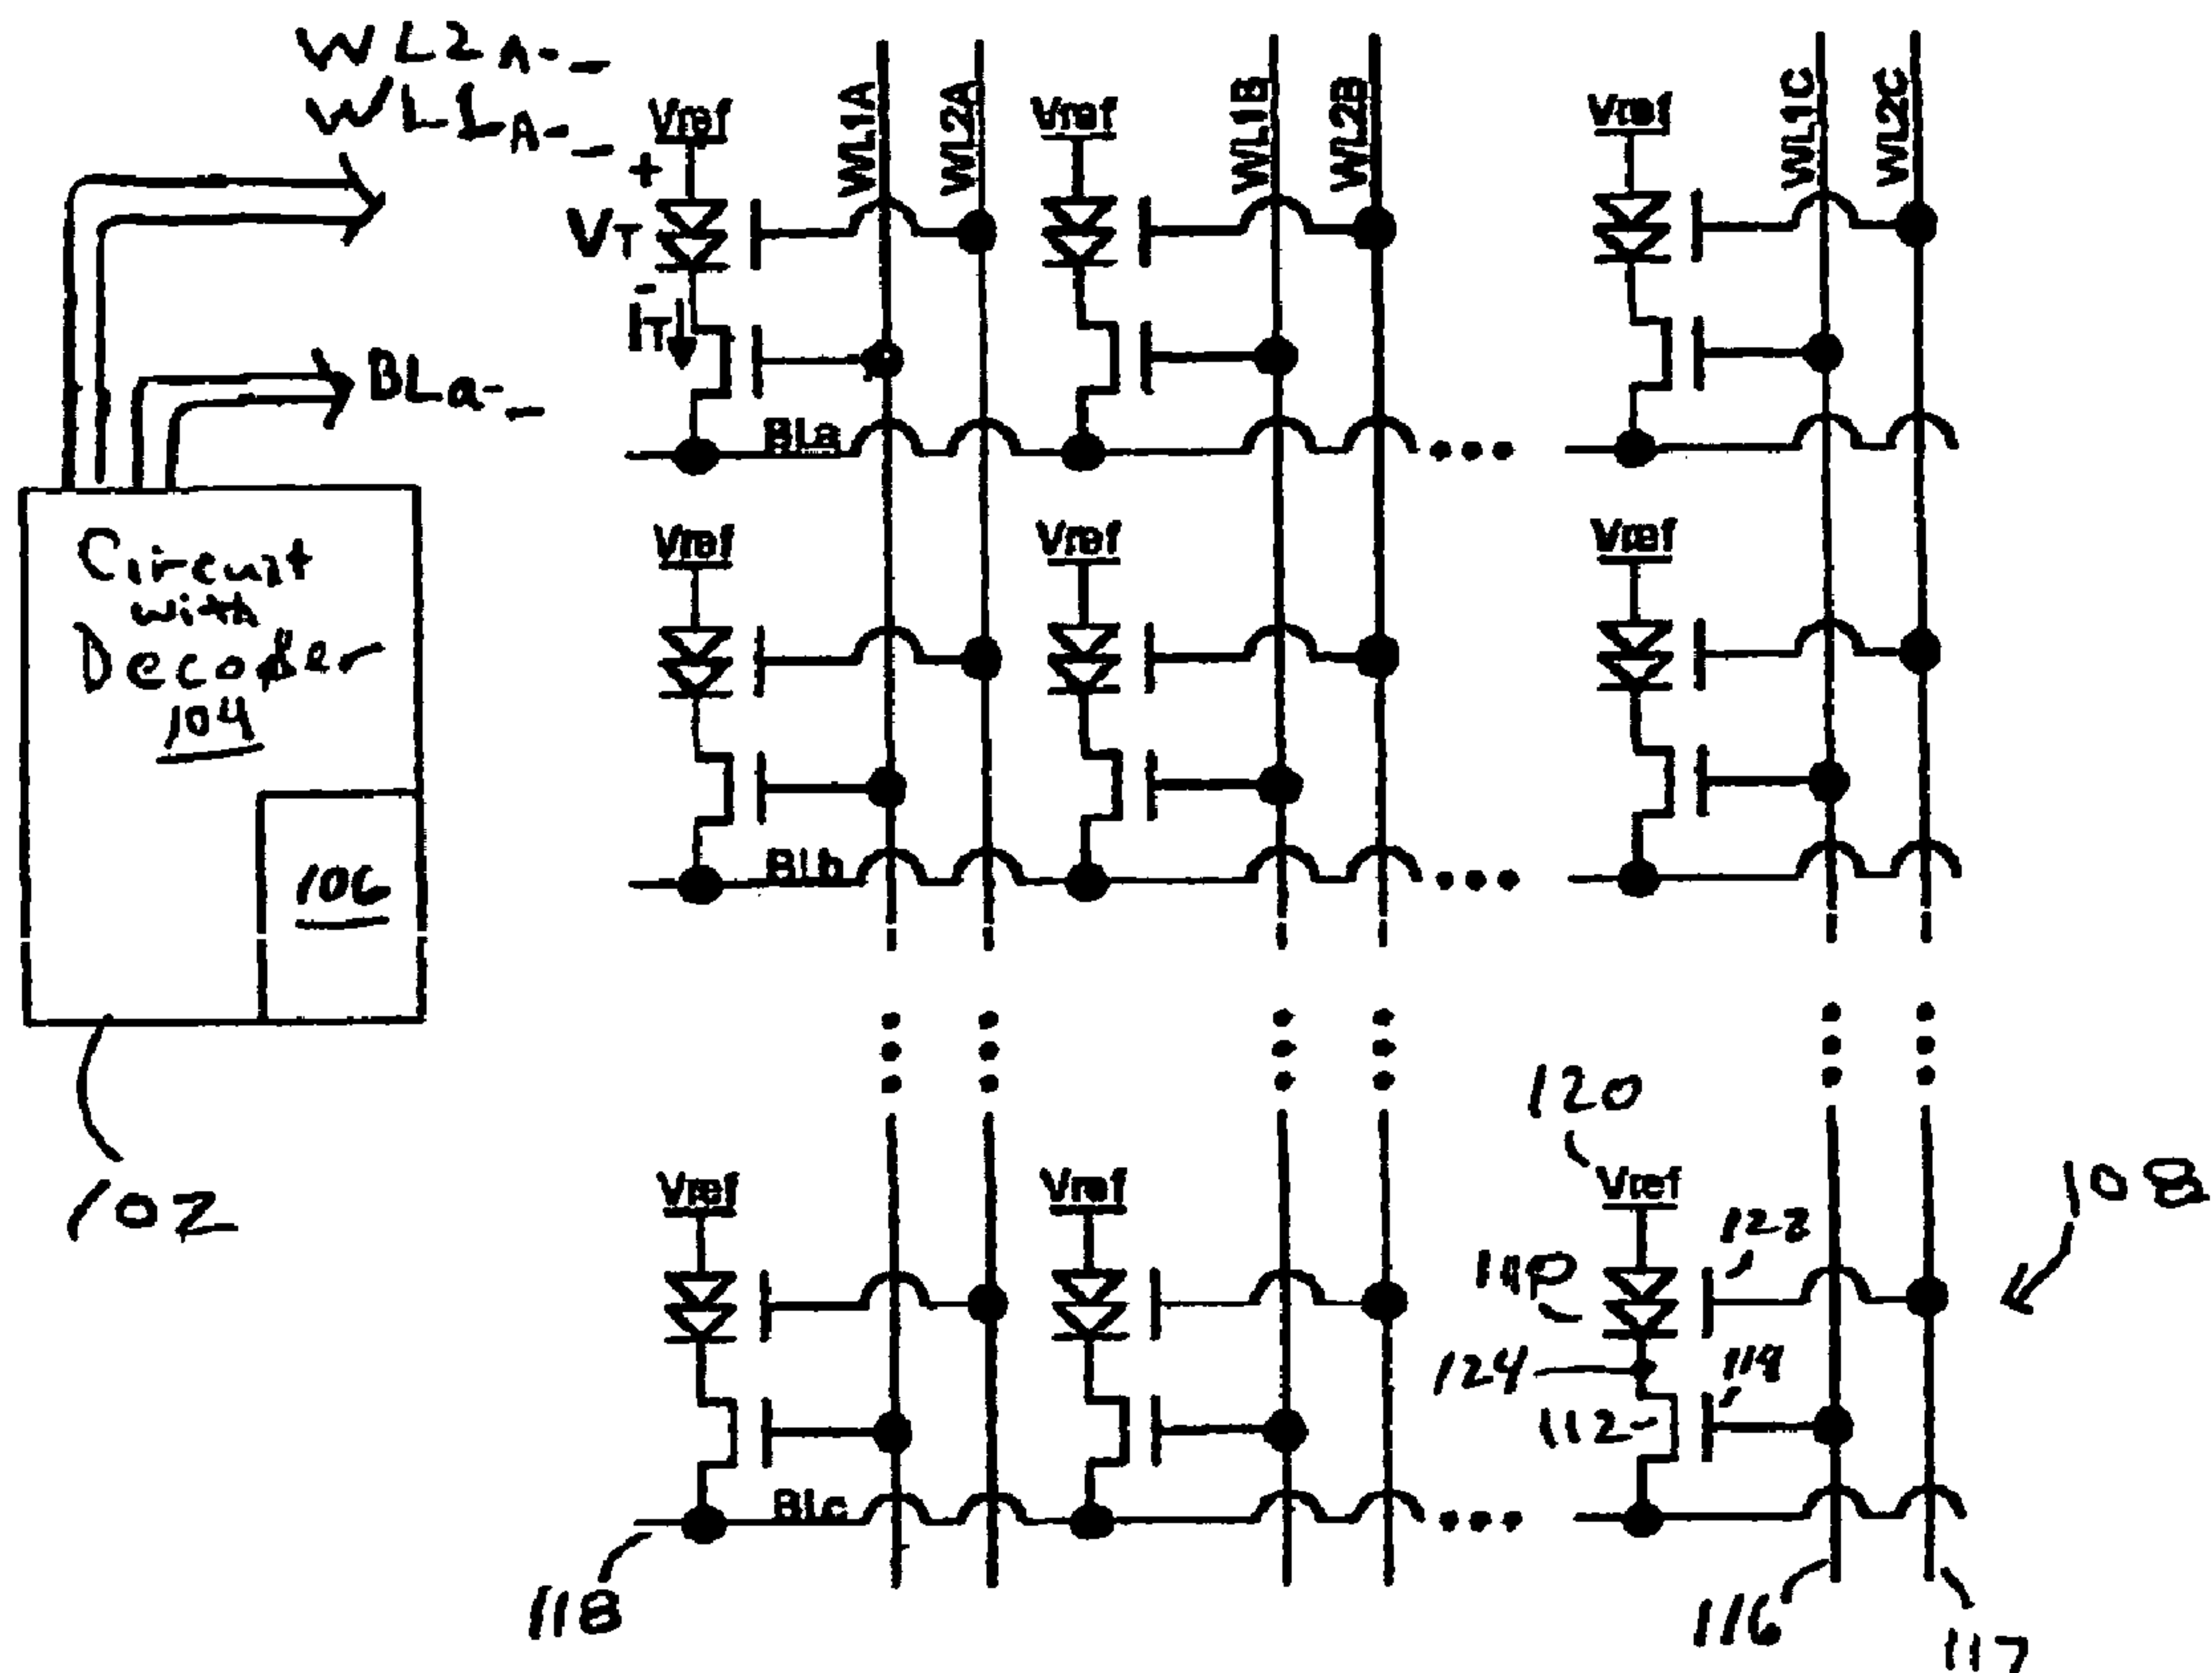 WL2A-_
WL1A-_
BLa-_
Circuit
with
Decoder
104
106
102
Vref
Vref
Vref
WL1A
WL2A
WL1B
WL2B
WL1C
WL2C
+
VT
-
IT
BLa
Vref
Vref
Vref
BLb
120
Vref
Vref
Vref
108
122
110
124
114
112
BLc
118
116
117